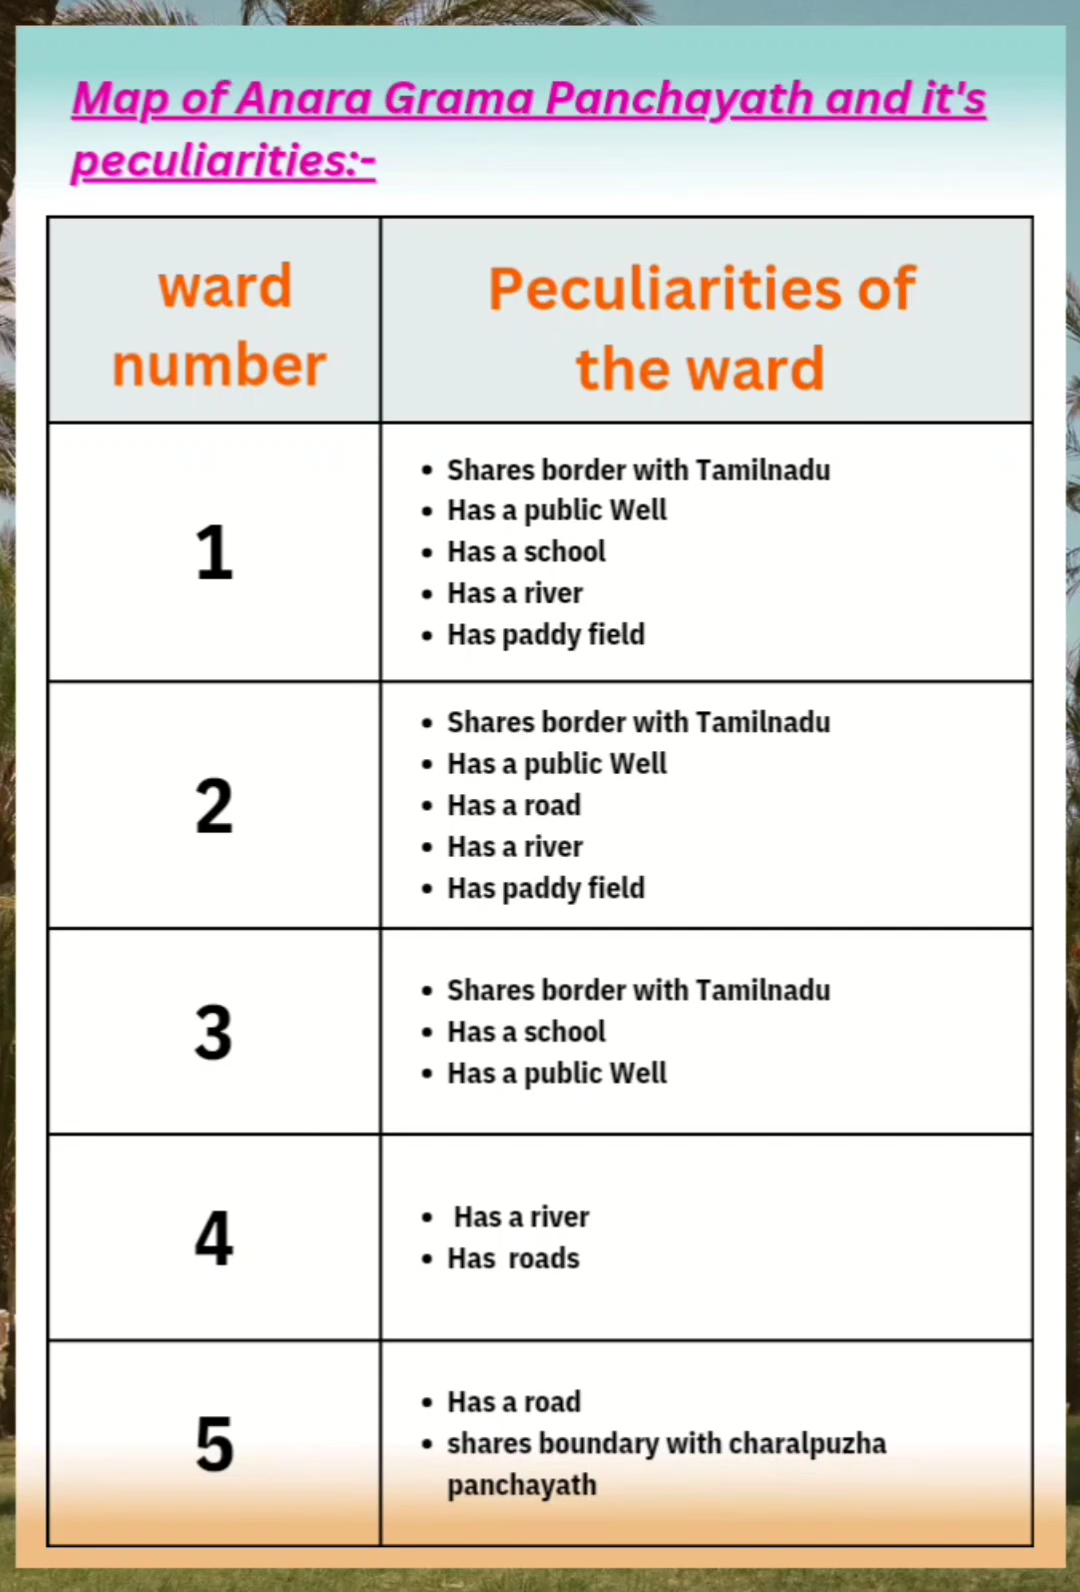 Map of Anara Grama Panchayath and it's
peculiarities:-
ward
number
Peculiarities of
the ward
1
• Shares border with Tamilnadu
• Has a public Well
• Has a school
• Has a river
• Has paddy field
2
• Shares border with Tamilnadu
• Has a public Well
• Has a road
• Has a river
• Has paddy field
3
• Shares border with Tamilnadu
• Has a school
• Has a public Well
4
• Has a river
• Has roads
5
• Has a road
• shares boundary with charalpuzha
panchayath